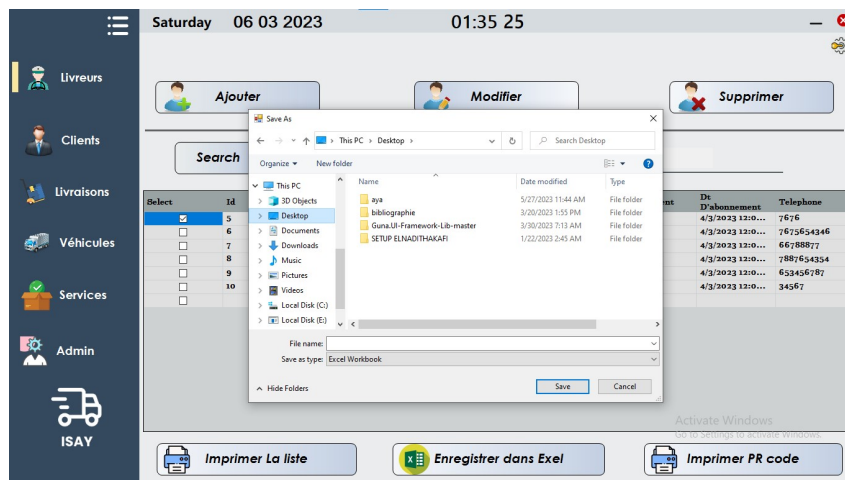 Saturday 06 03 2023 01:35 25
Livreurs
Clients
Livraisons
Véhicules
Services
Admin
ISAY
Ajouter
Modifier
Supprimer
Search
Save As
This PC > Desktop >
Search Desktop
Organize New folder
This PC
3D Objects
Desktop
Documents
Downloads
Music
Pictures
Videos
Local Disk (C:)
Local Disk (E:)
Name Date modified Type
aya 5/27/2023 11:44 AM File folder
bibliographie 3/20/2023 1:55 PM File folder
Guna.UI-Framework-Lib-master 3/30/2023 7:13 AM File folder
SETUP ELNADITHAKAFI 1/22/2023 2:45 AM File folder
File name:
Save as type: Excel Workbook
Hide Folders
Save
Cancel
Select Id Dt D'abonnement Telephone
5 4/3/2023 12:0... 7676
6 4/3/2023 12:0... 7675654346
7 4/3/2023 12:0... 66788877
8 4/3/2023 12:0... 7887654354
9 4/3/2023 12:0... 653456787
10 4/3/2023 12:0... 34567
Activate Windows
Go to Settings to activate Windows.
Imprimer La liste
Enregistrer dans Exel
Imprimer PR code